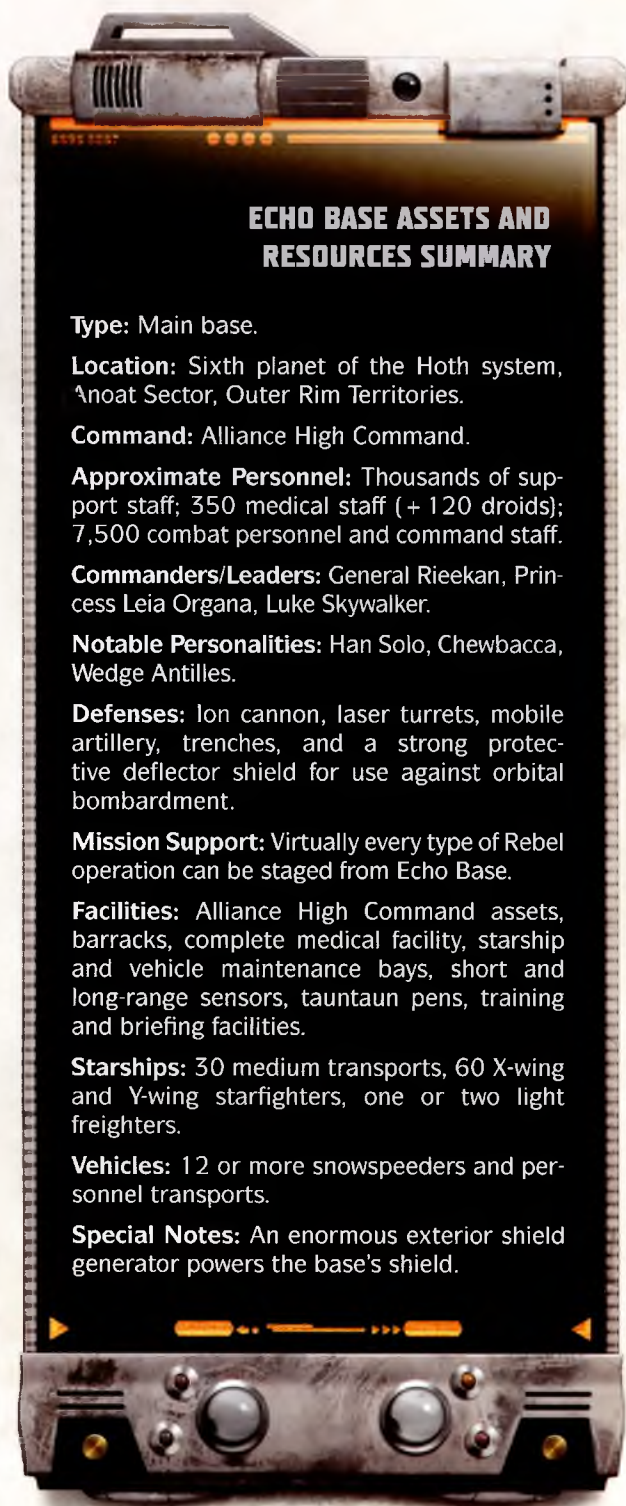 ECHO BASE ASSETS AND
RESOURCES SUMMARY
Type: Main base.
Location: Sixth planet of the Hoth system,
Anoat Sector, Outer Rim Territories.
Command: Alliance High Command.
Approximate Personnel: Thousands of sup-
port staff; 350 medical staff (+ 120 droids);
7,500 combat personnel and command staff.
Commanders/Leaders: General Rieekan, Prin-
cess Leia Organa, Luke Skywalker.
Notable Personalities: Han Solo, Chewbacca,
Wedge Antilles.
Defenses: Ion cannon, laser turrets, mobile
artillery, trenches, and a strong protec-
tive deflector shield for use against orbital
bombardment.
Mission Support: Virtually every type of Rebel
operation can be staged from Echo Base.
Facilities: Alliance High Command assets,
barracks, complete medical facility, starship
and vehicle maintenance bays, short and
long-range sensors, tauntaun pens, training
and briefing facilities.
Starships: 30 medium transports, 60 X-wing
and Y-wing starfighters, one or two light
freighters.
Vehicles: 12 or more snowspeeders and per-
sonnel transports.
Special Notes: An enormous exterior shield
generator powers the base's shield.